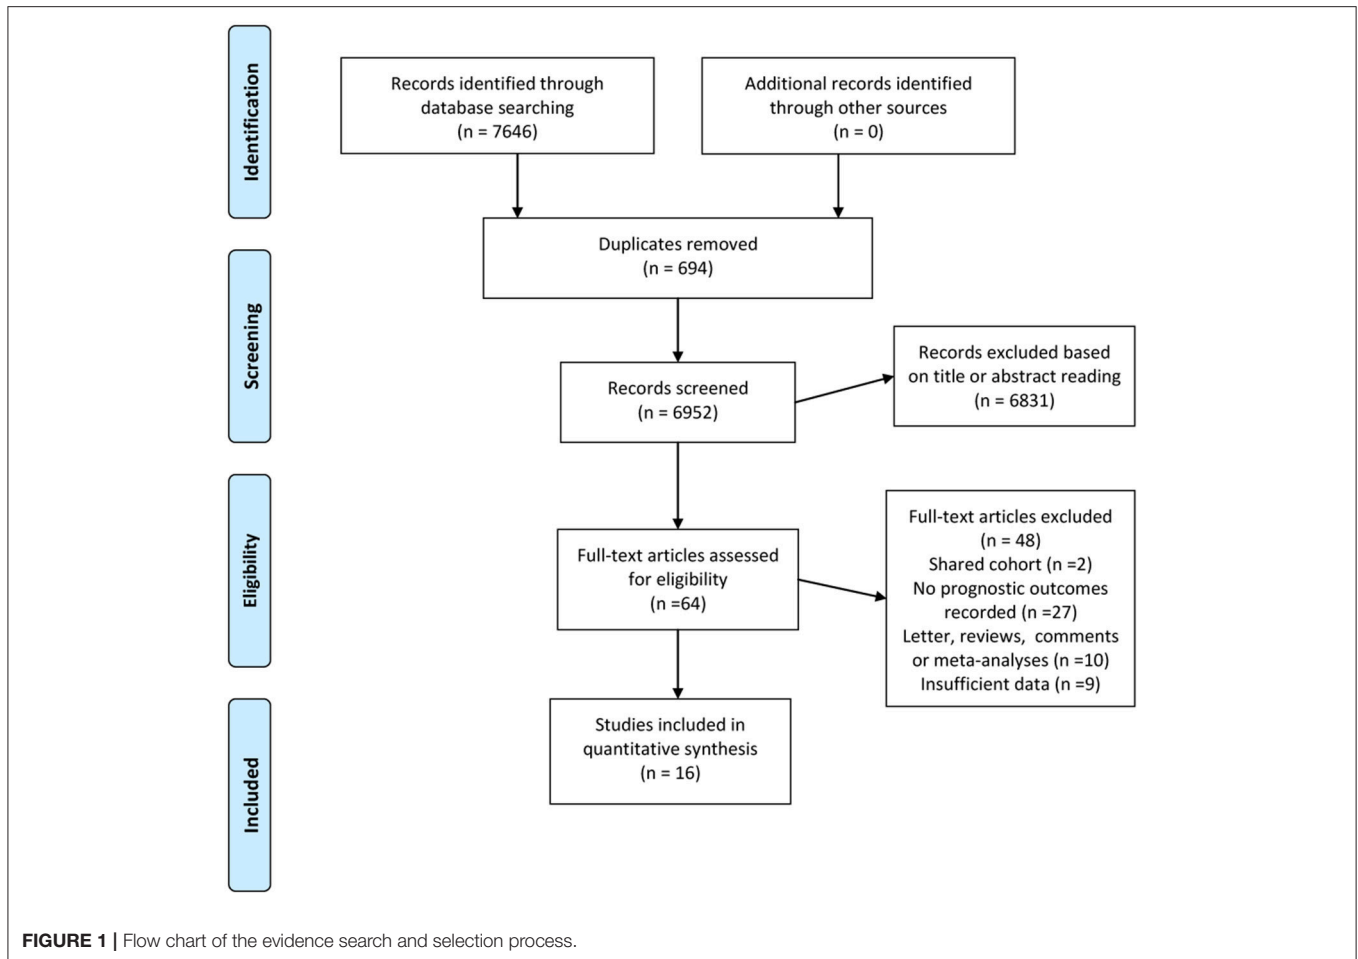 Identification
Records identified through
database searching
(n = 7646)
Additional records identified
through other sources
(n = 0)
Duplicates removed
(n = 694)
Screening
Records screened
(n = 6952)
Records excluded based
on title or abstract reading
(n = 6831)
Eligibility
Full-text articles assessed
for eligibility
(n =64)
Full-text articles excluded
(n = 48)
Shared cohort (n =2)
No prognostic outcomes
recorded (n =27)
Letter, reviews, comments
or meta-analyses (n =10)
Insufficient data (n =9)
Included
Studies included in
quantitative synthesis
(n = 16)
FIGURE 1 | Flow chart of the evidence search and selection process.